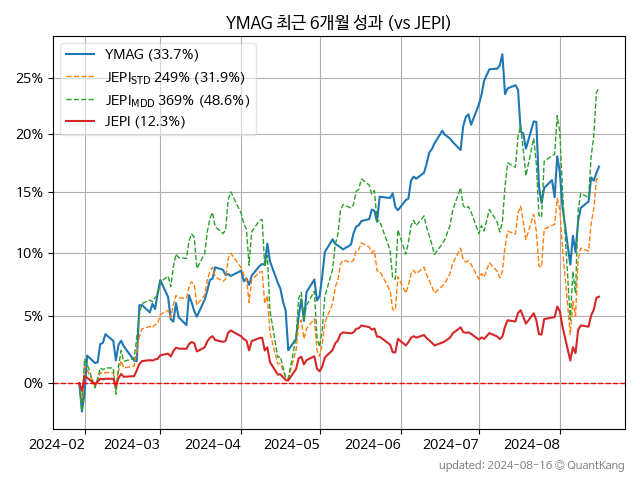 YMAG 최근 6개월 성과 (vs JEPI)
YMAG (33.7%)
JEPI_STD 249% (31.9%)
JEPI_MDD 369% (48.6%)
JEPI (12.3%)
25%
20%
15%
10%
5%
0%
2024−02 2024−03 2024−04 2024−05 2024−06 2024−07 2024−08
updated: 2024-08-16 © QuantKang